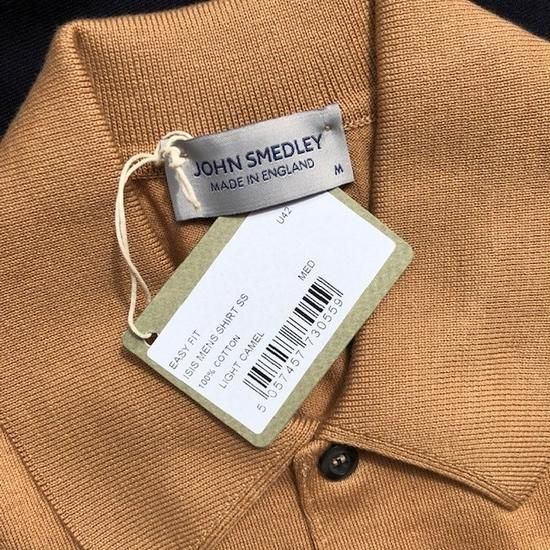 JOHN SMEDLEY
MADE IN ENGLAND
M
U42
MED
EASY FIT
ISIS MENS SHIRT SS
100% COTTON
LIGHT CAMEL
5 057457 730559